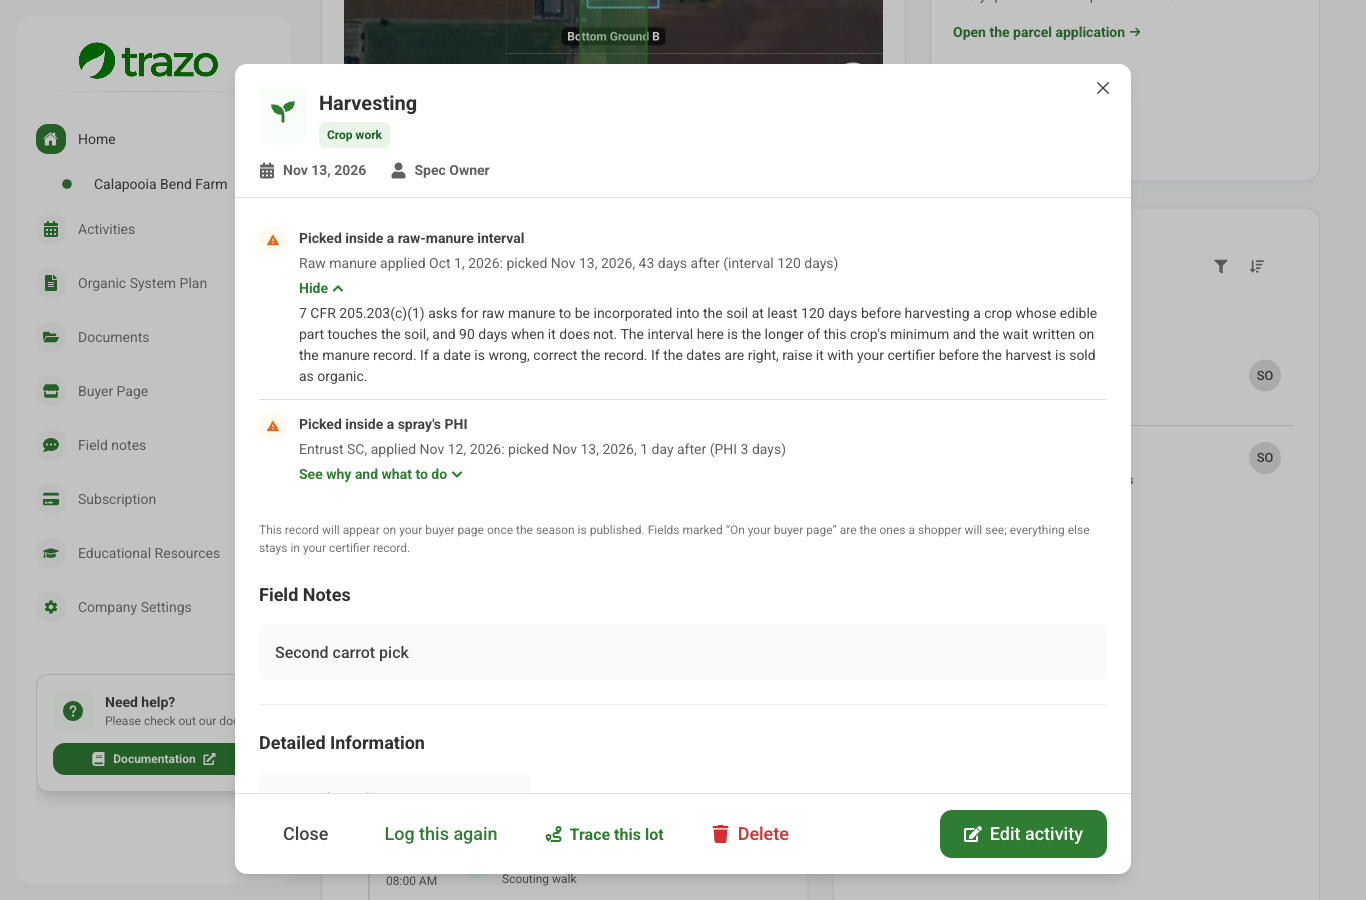 Bottom Ground B
Open the parcel application →
trazo
Home
Calapooia Bend Farm
Activities
Organic System Plan
Documents
Buyer Page
Field notes
Subscription
Educational Resources
Company Settings
Need help?
Please check out our
Documentation
Harvesting
Crop work
Nov 13, 2026
Spec Owner
Picked inside a raw-manure interval
Raw manure applied Oct 1, 2026: picked Nov 13, 2026, 43 days after (interval 120 days)
Hide
7 CFR 205.203(c)(1) asks for raw manure to be incorporated into the soil at least 120 days before harvesting a crop whose edible
part touches the soil, and 90 days when it does not. The interval here is the longer of this crop's minimum and the wait written on
the manure record. If a date is wrong, correct the record. If the dates are right, raise it with your certifier before the harvest is sold
as organic.
Picked inside a spray's PHI
Entrust SC, applied Nov 12, 2026: picked Nov 13, 2026, 1 day after (PHI 3 days)
See why and what to do
This record will appear on your buyer page once the season is published. Fields marked “On your buyer page” are the ones a shopper will see; everything else
stays in your certifier record.
Field Notes
Second carrot pick
Detailed Information
Close
Log this again
Trace this lot
Delete
Edit activity
SO
SO
08:00 AM
Scouting walk